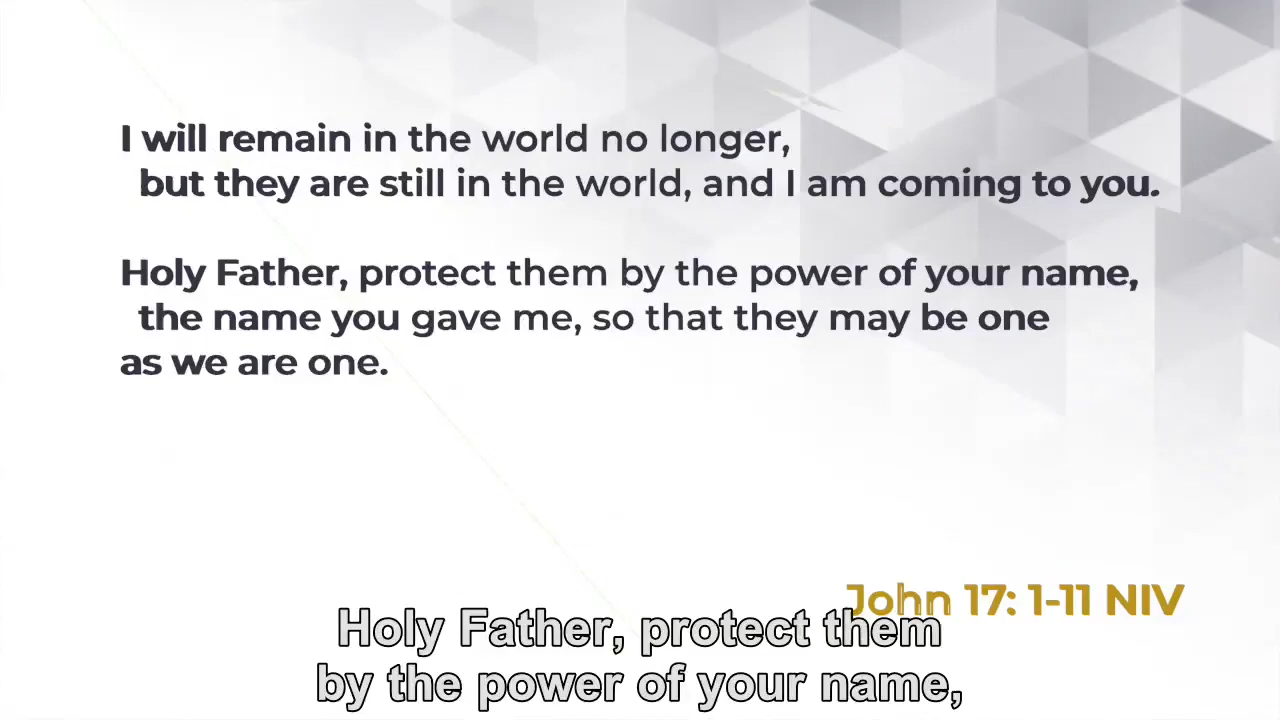 I will remain in the world no longer,
but they are still in the world, and I am coming to you.
Holy Father, protect them by the power of your name,
the name you gave me, so that they may be one
as we are one.
John 17: 1-11 NIV
Holy Father, protect them
by the power of your name,